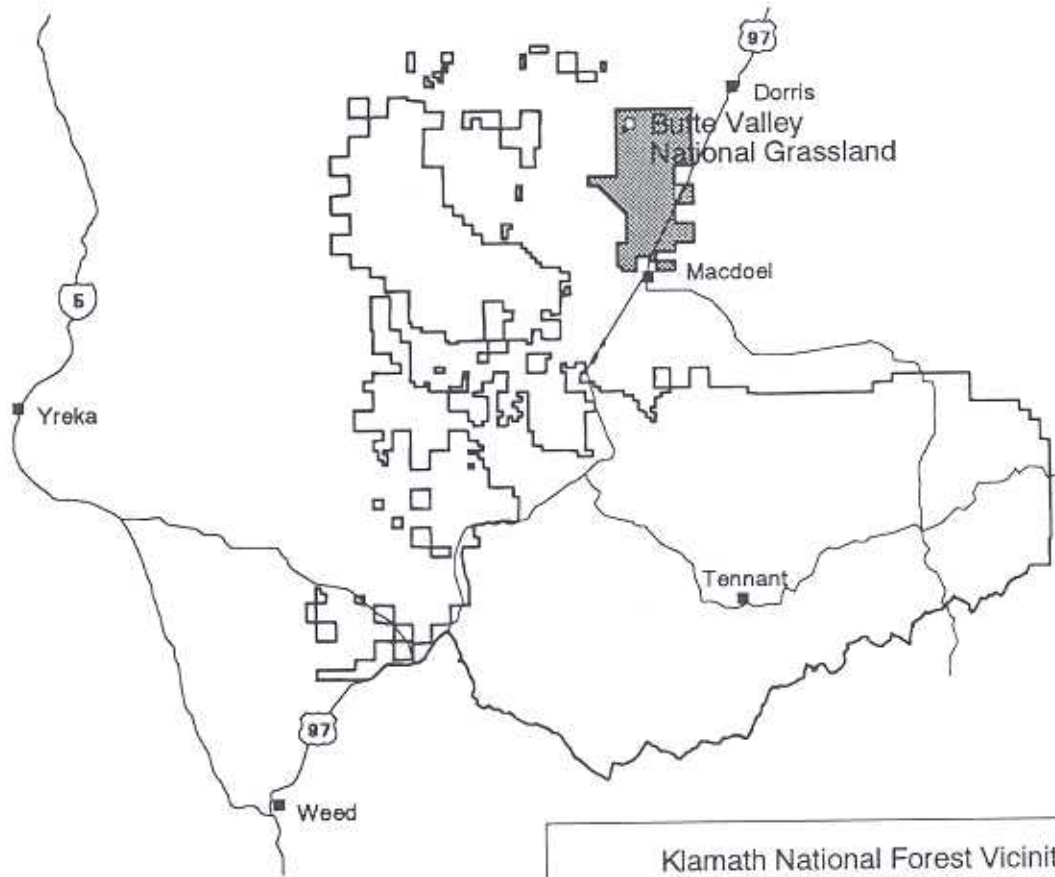 97
Dorris
Butte Valley
National Grassland
Macdoel
5
Yreka
Tennant
97
Weed
Klamath National Forest Vicinit